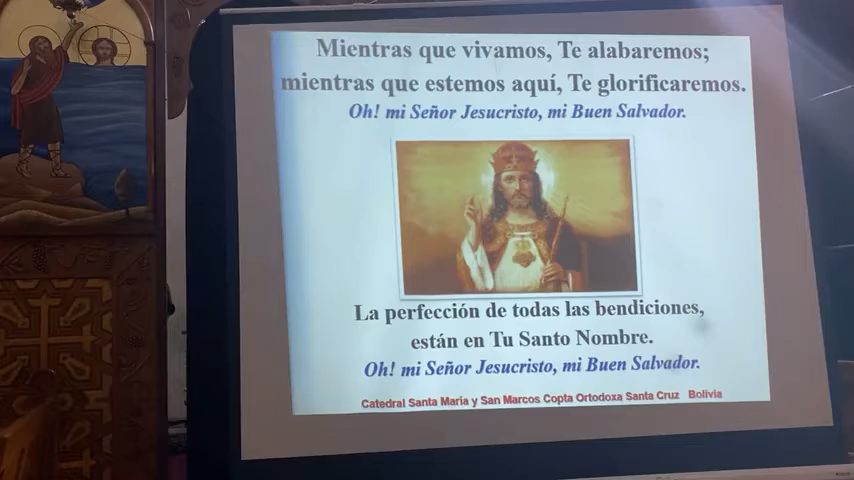 Mientras que vivamos, Te alabaremos;
mientras que estemos aquí, Te glorificaremos.
Oh! mi Señor Jesucristo, mi Buen Salvador.
La perfección de todas las bendiciones,
están en Tu Santo Nombre.
Oh! mi Señor Jesucristo, mi Buen Salvador.
Catedral Santa María y San Marcos Copta Ortodoxa Santa Cruz Bolivia